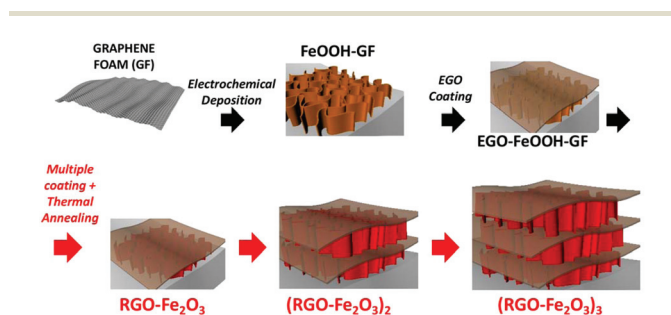 GRAPHENE
FOAM (GF)
Electrochemical
Deposition
FeOOH-GF
EGO
Coating
EGO-FeOOH-GF
Multiple
coating +
Thermal
Annealing
RGO-Fe₂O₃
(RGO-Fe₂O₃)₂
(RGO-Fe₂O₃)₃